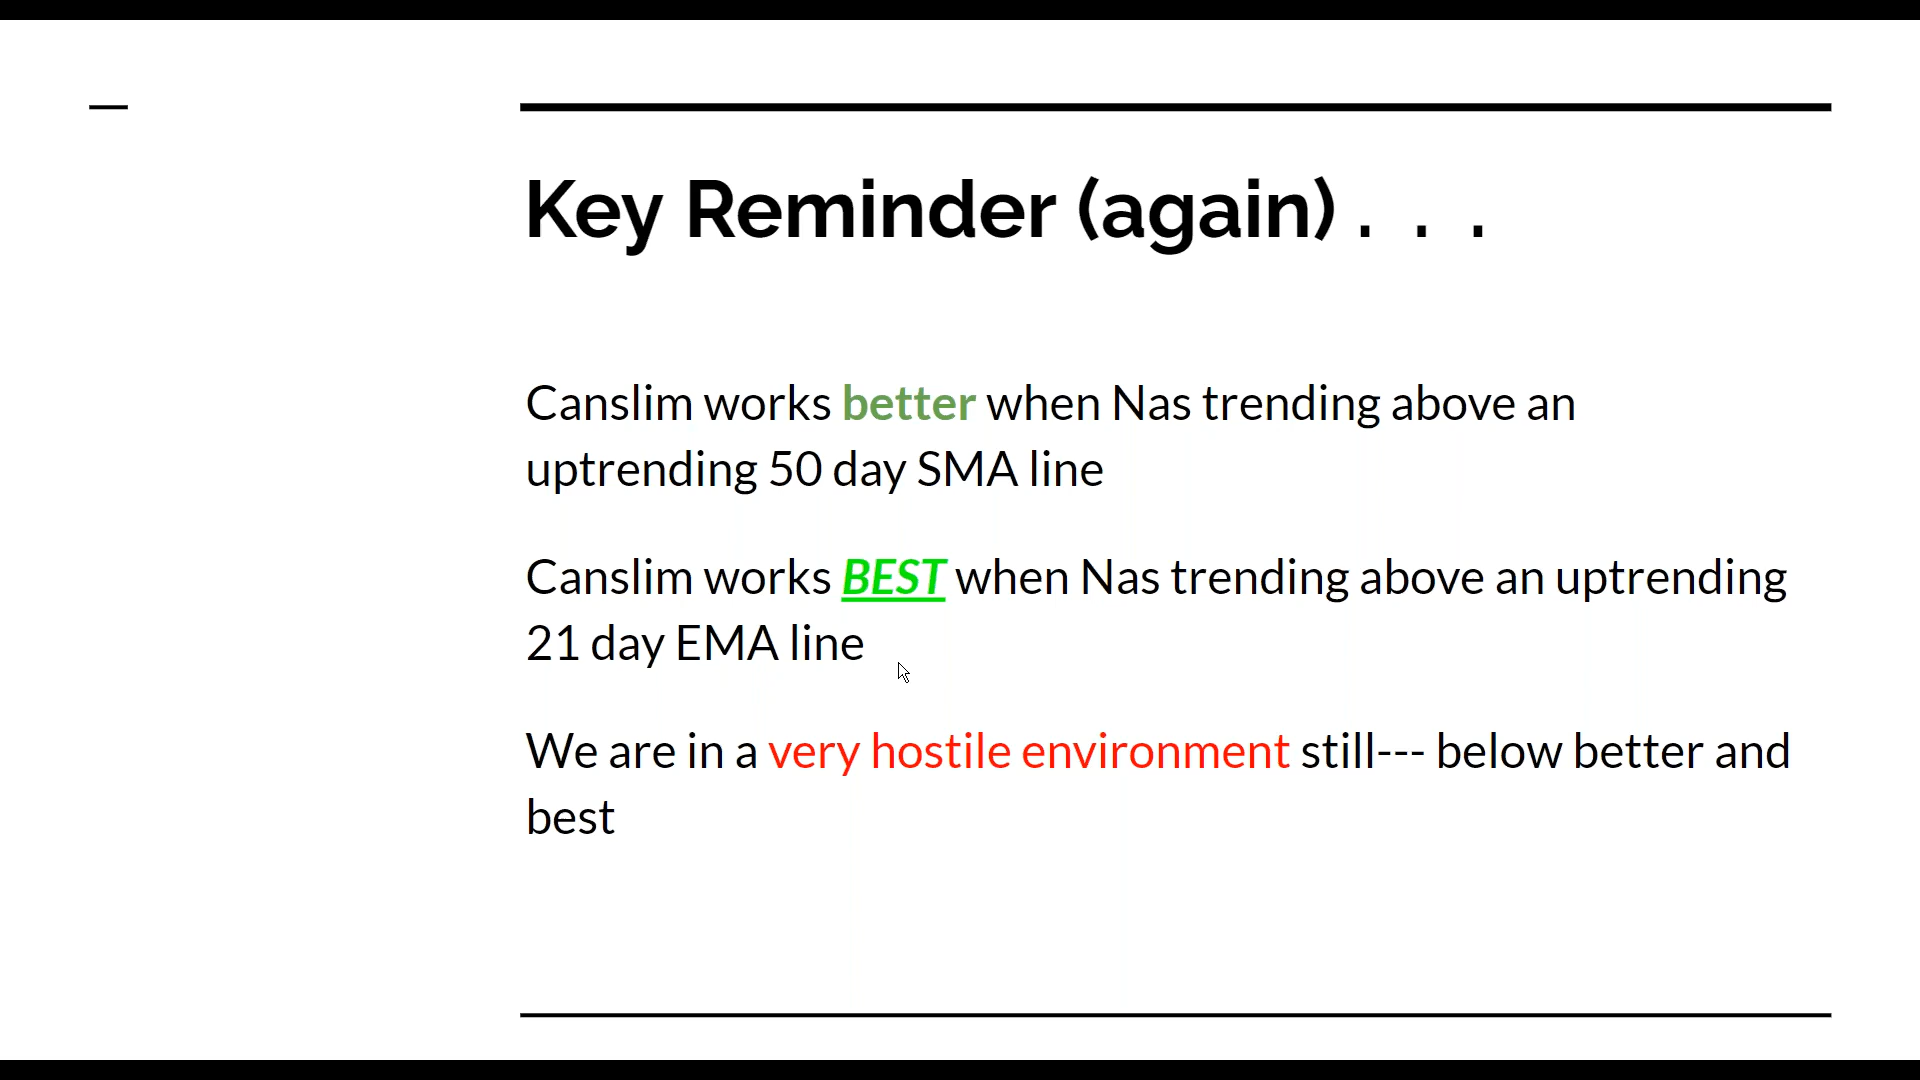 Key Reminder (again) . . .
Canslim works better when Nas trending above an
uptrending 50 day SMA line
Canslim works BEST when Nas trending above an uptrending
21 day EMA line
We are in a very hostile environment still--- below better and
best